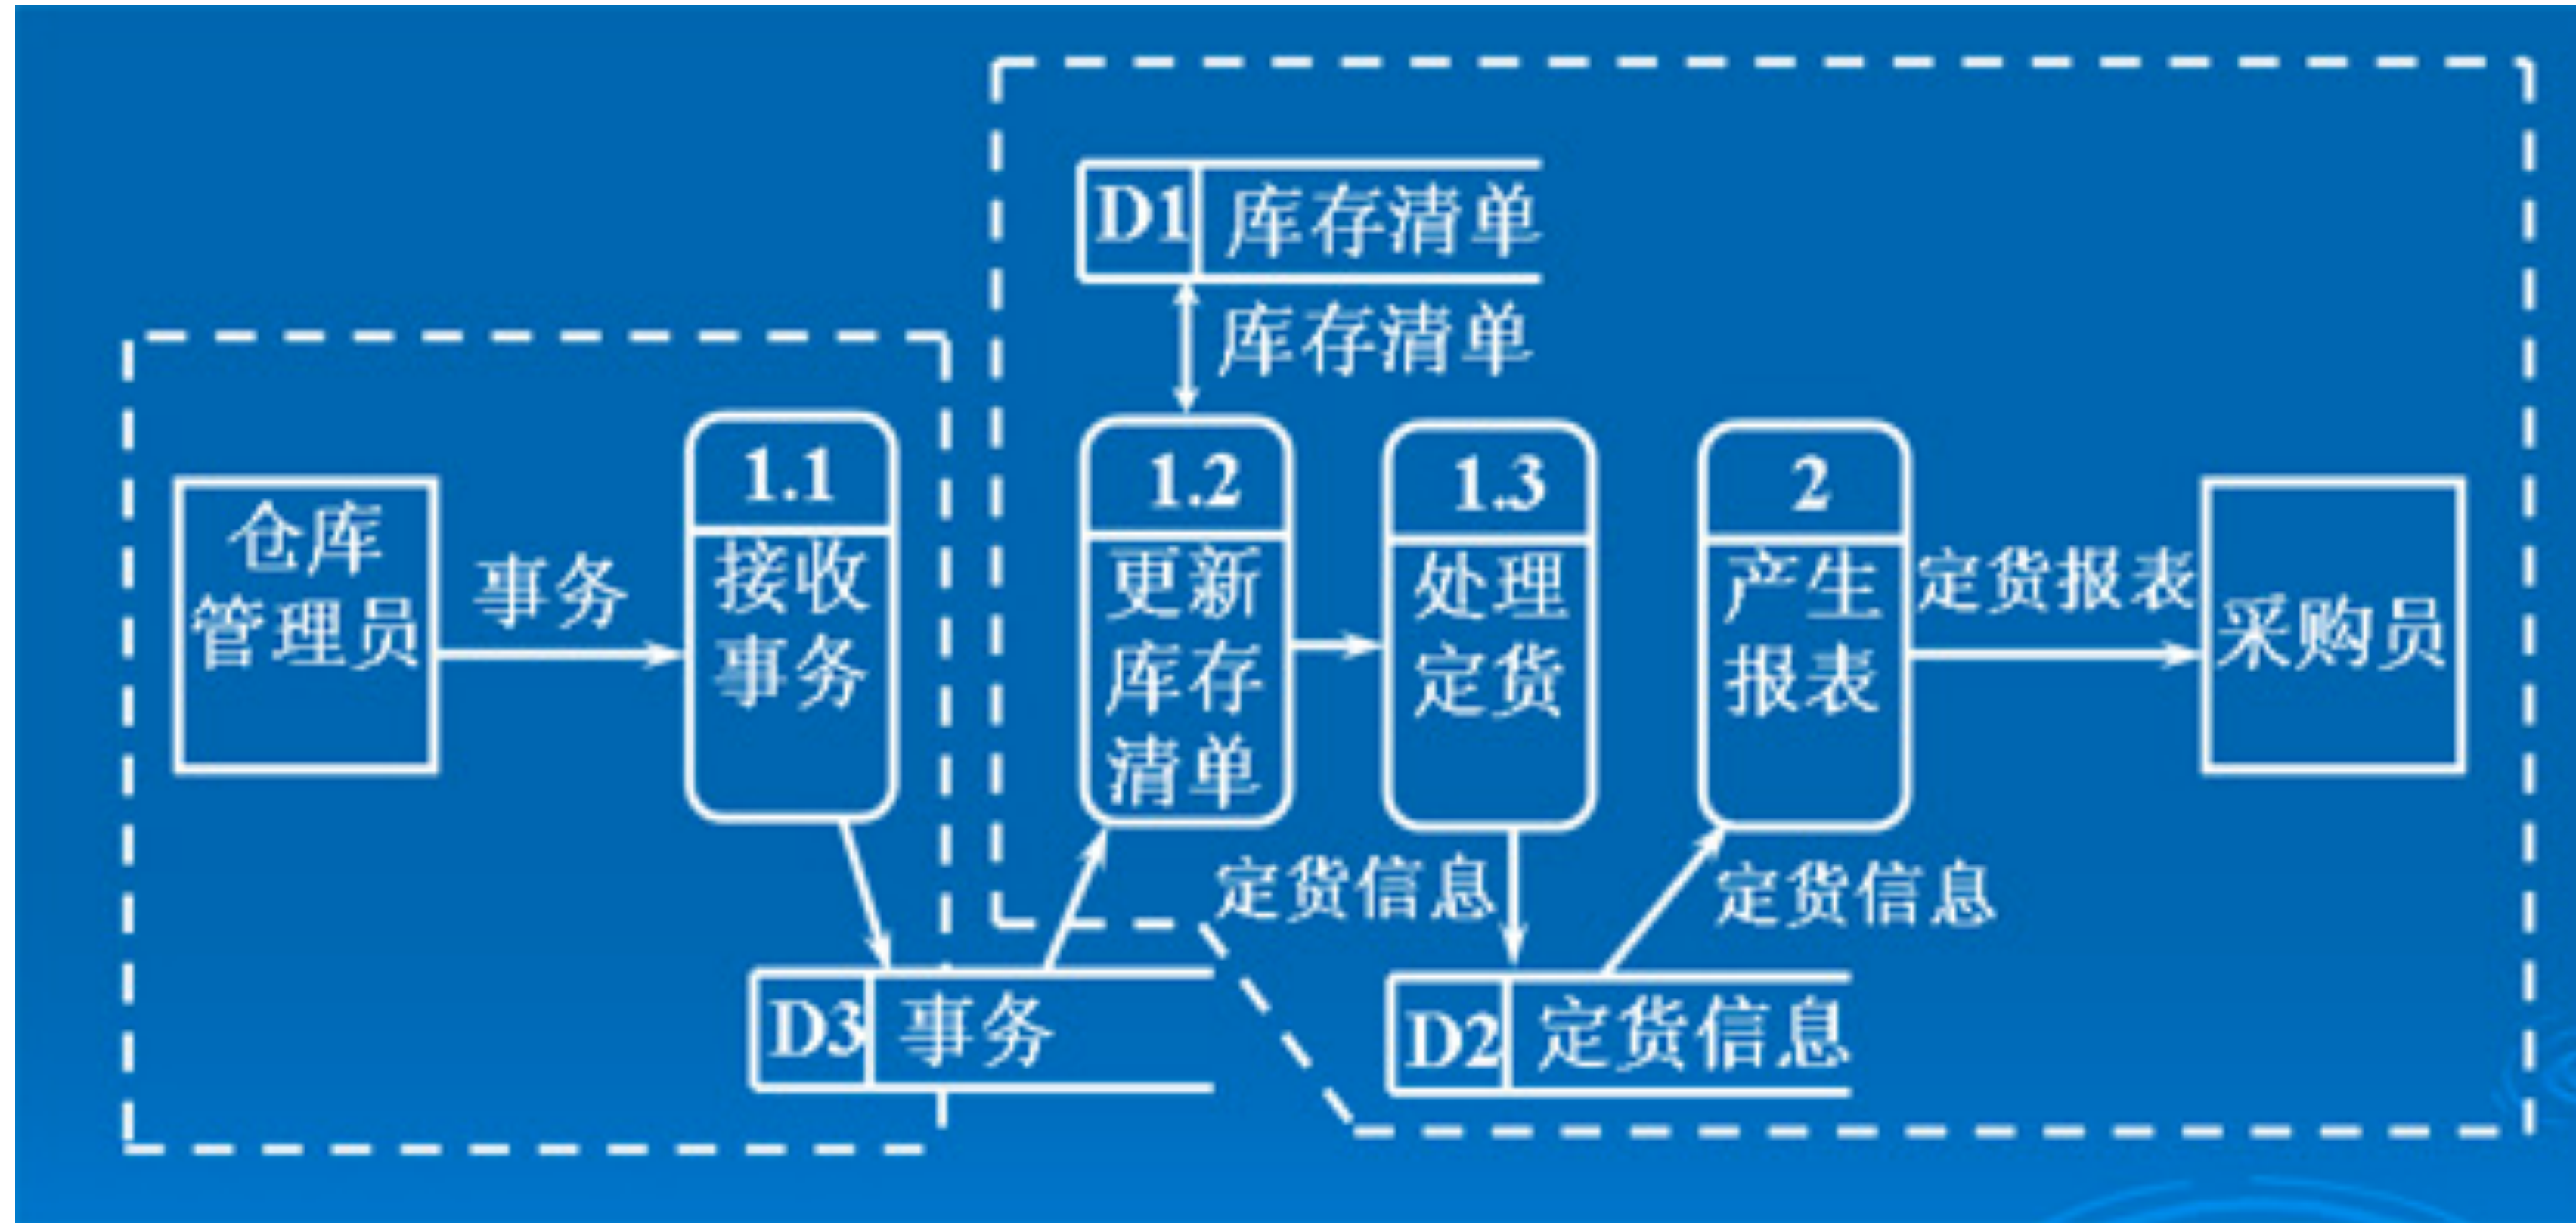 D1 库存清单
库存清单
仓库
管理员
事务
1.1
接收
事务
1.2
更新
库存
清单
1.3
处理
定货
2
产生
报表
定货报表
采购员
定货信息
定货信息
D3 事务
D2 定货信息